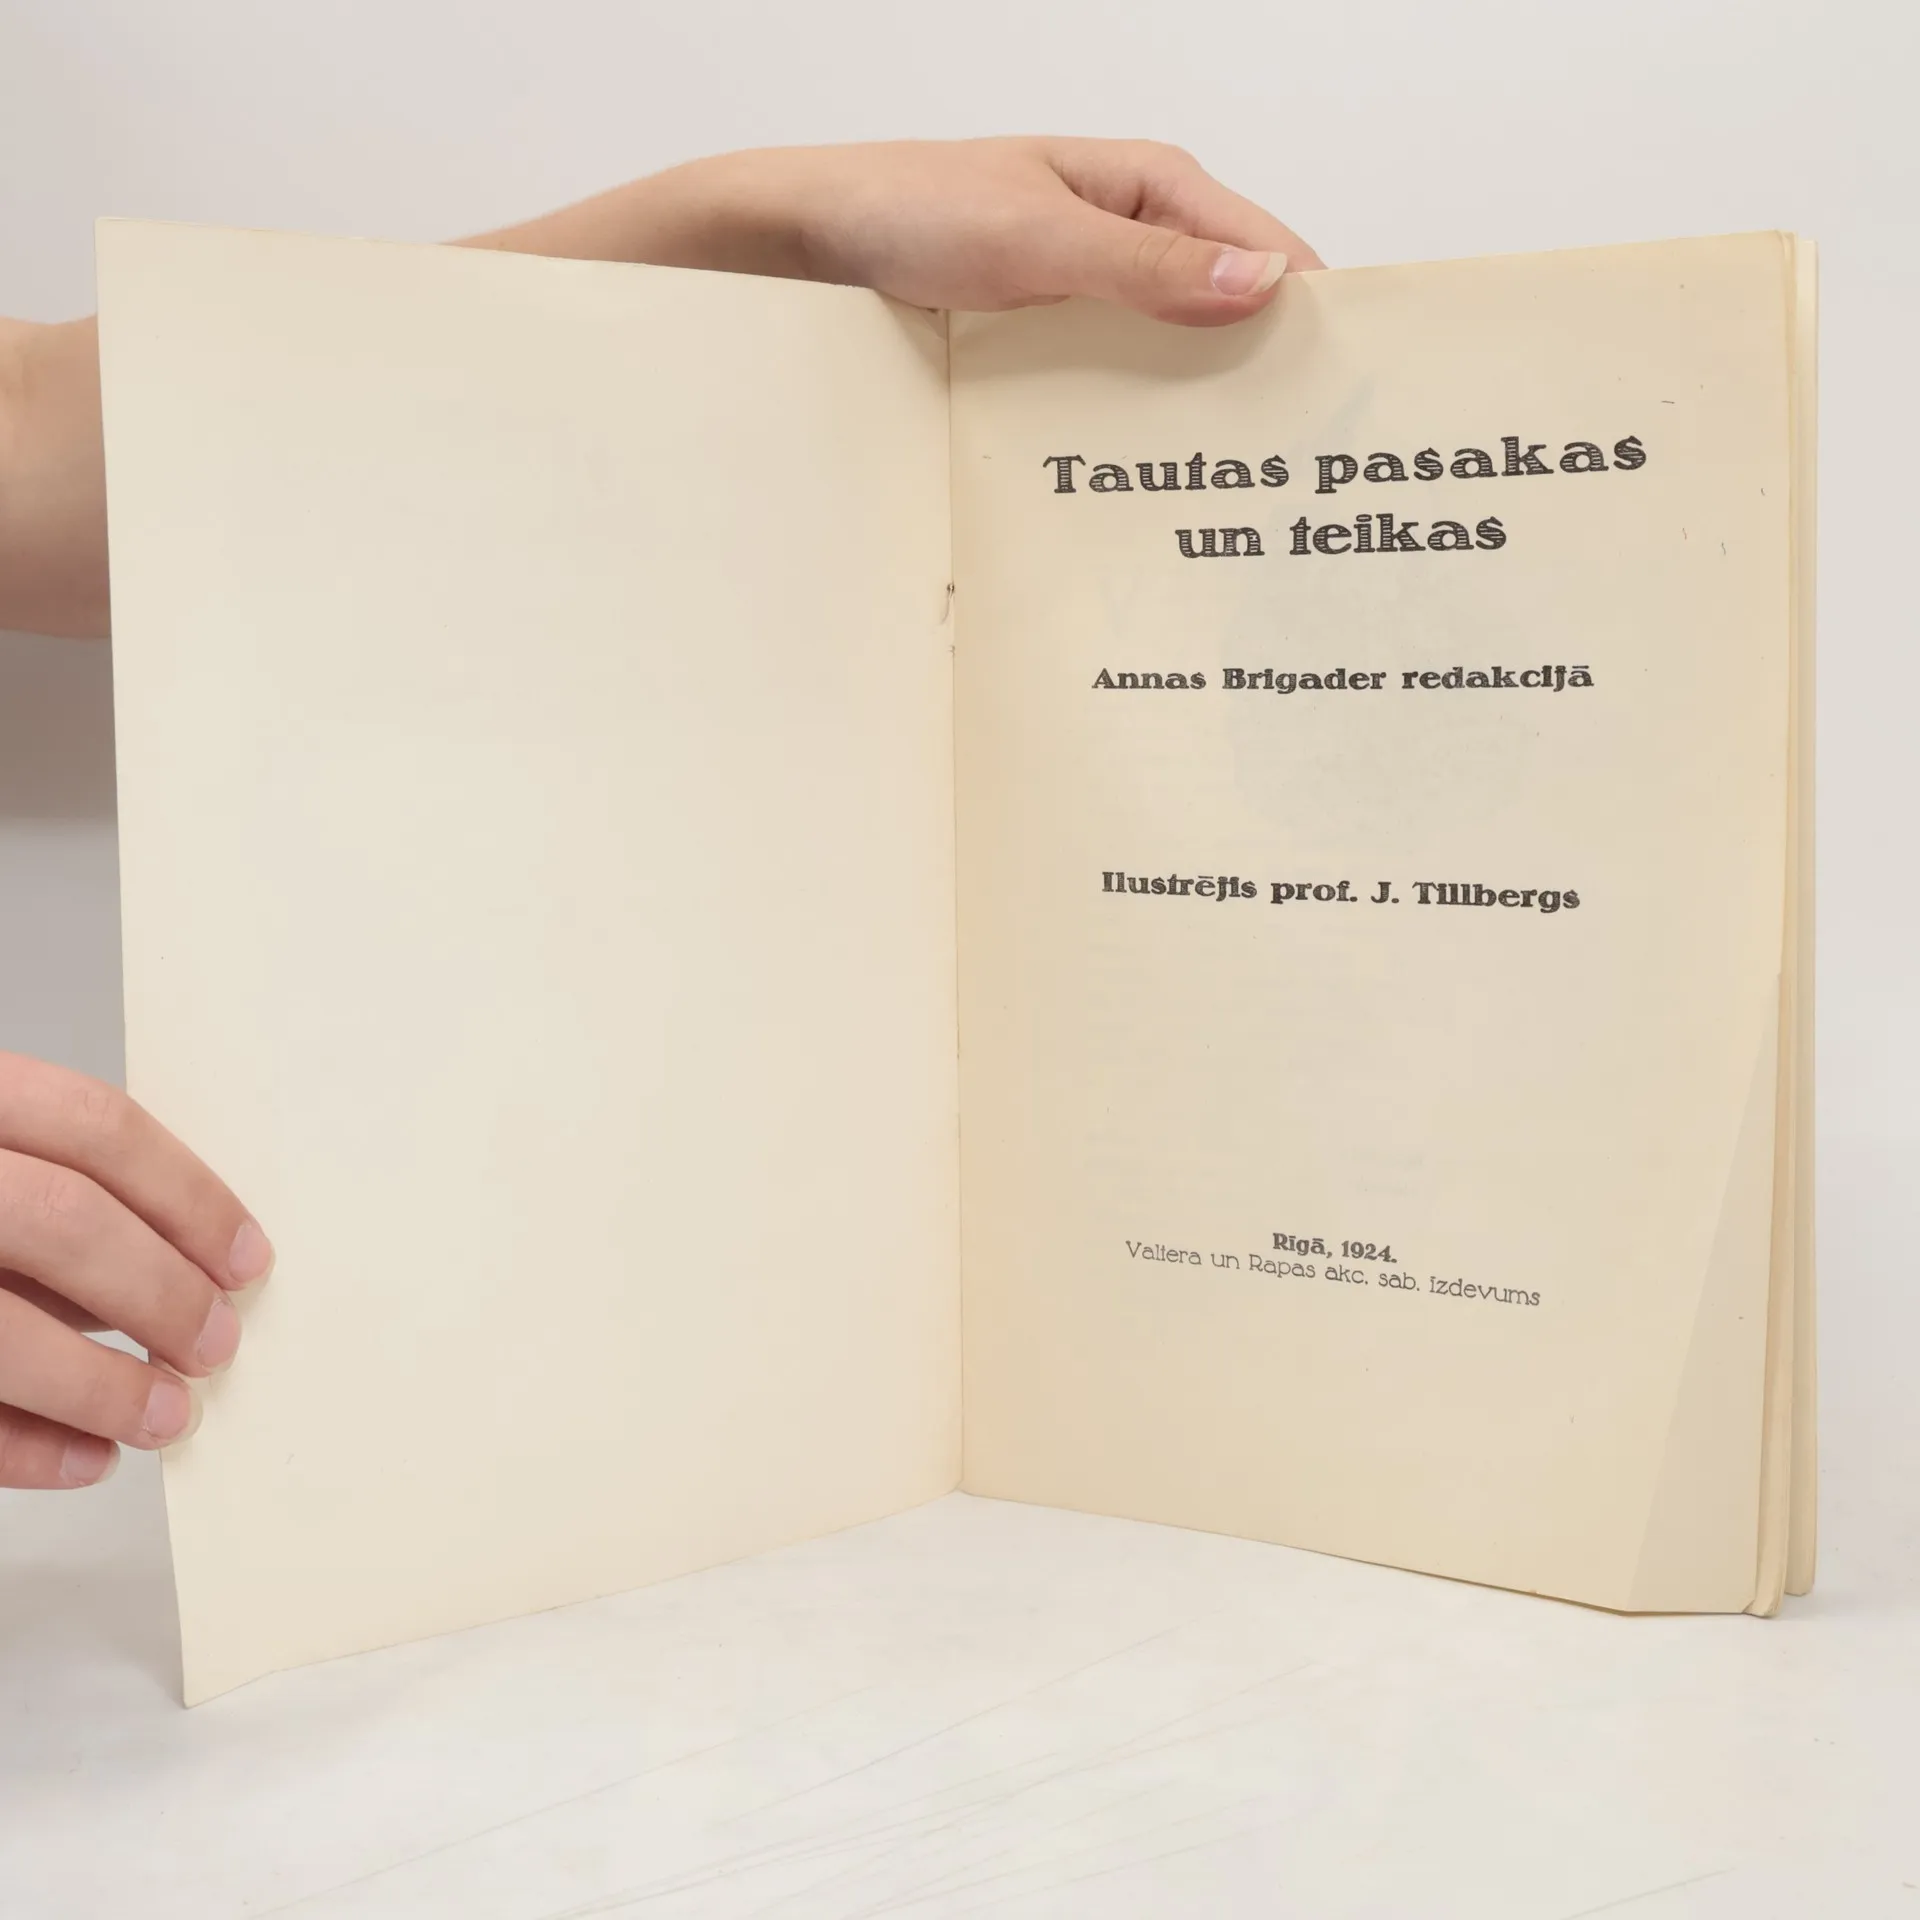 Tautas pasakas
un teikas
Annas Brigader redakcijā
Ilustrējis prof. J. Tillbergs
Rīgā, 1924.
Valtera un Rapas akc. sab. izdevums